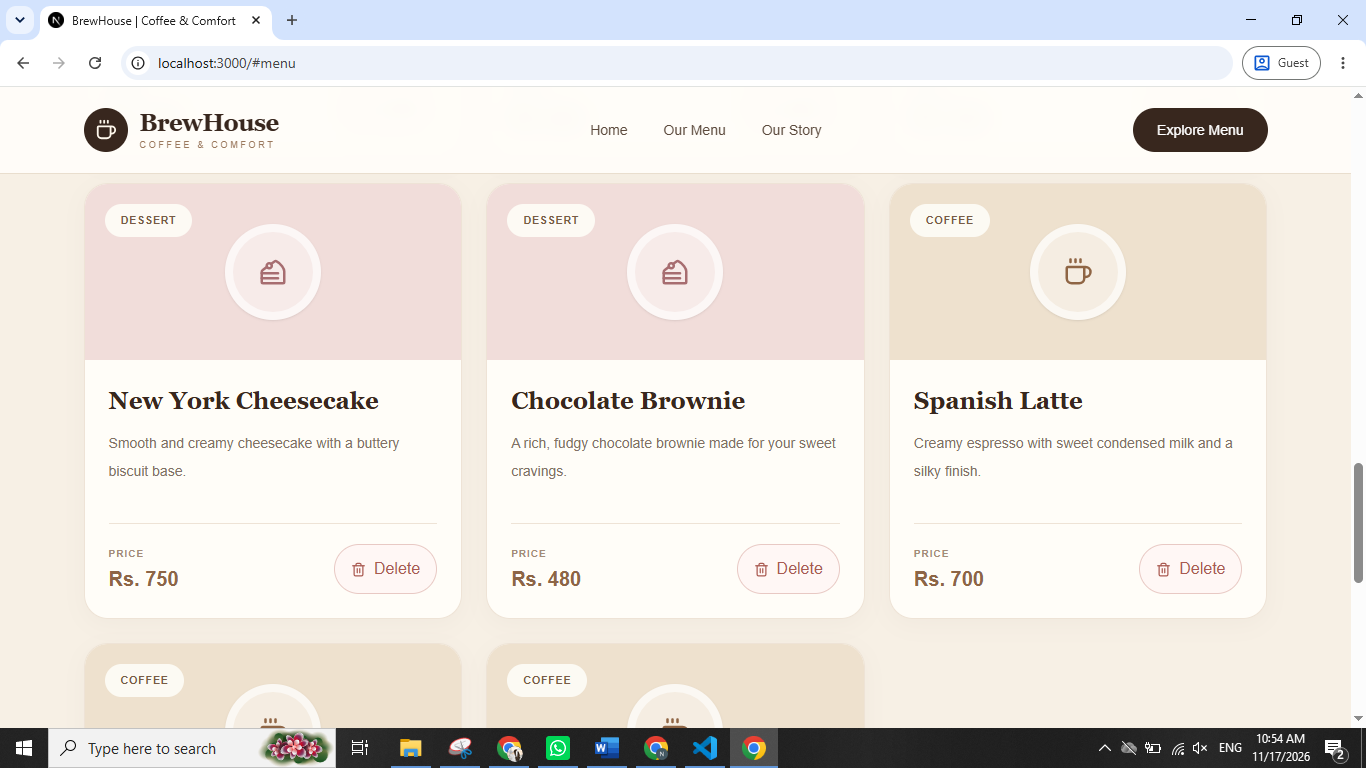 BrewHouse | Coffee & Comfort
localhost:3000/#menu
Guest
BrewHouse
COFFEE & COMFORT
Home
Our Menu
Our Story
Explore Menu
DESSERT
DESSERT
COFFEE
New York Cheesecake
Smooth and creamy cheesecake with a buttery
biscuit base.
PRICE
Rs. 750
Delete
Chocolate Brownie
A rich, fudgy chocolate brownie made for your sweet
cravings.
PRICE
Rs. 480
Delete
Spanish Latte
Creamy espresso with sweet condensed milk and a
silky finish.
PRICE
Rs. 700
Delete
COFFEE
COFFEE
Type here to search
ENG
10:54 AM
11/17/2026
2